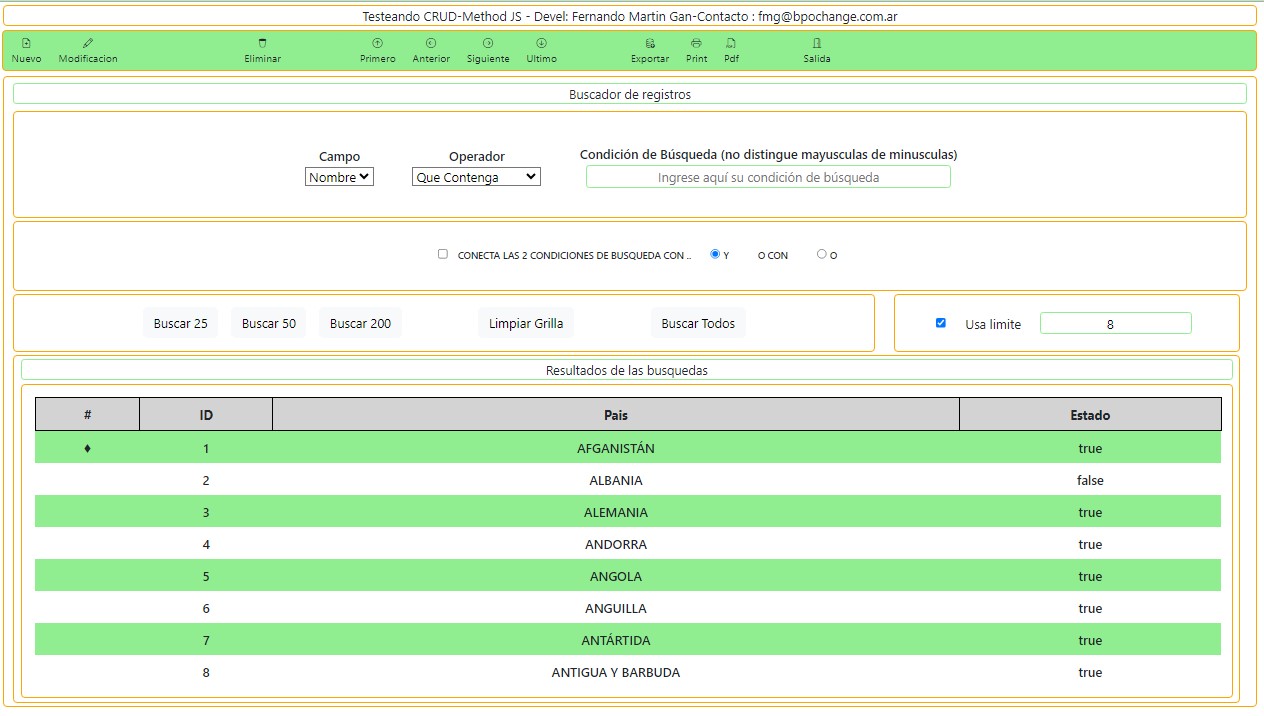 Testeando CRUD-Method JS - Devel: Fernando Martin Gan-Contacto : fmg@bpochange.com.ar
Nuevo Modificacion Eliminar Primero Anterior Siguiente Ultimo Exportar Print Pdf Salida
Buscador de registros
Campo Operador Condición de Búsqueda (no distingue mayusculas de minusculas)
Nombre Que Contenga Ingrese aquí su condición de búsqueda
CONECTA LAS 2 CONDICIONES DE BUSQUEDA CON .. Y O CON O
Buscar 25 Buscar 50 Buscar 200 Limpiar Grilla Buscar Todos Usa limite 8
Resultados de las busquedas
# ID Pais Estado
♦ 1 AFGANISTÁN true
2 ALBANIA false
3 ALEMANIA true
4 ANDORRA true
5 ANGOLA true
6 ANGUILLA true
7 ANTÁRTIDA true
8 ANTIGUA Y BARBUDA true